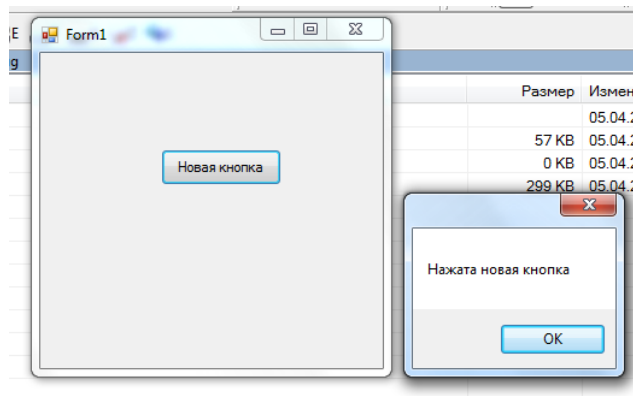 Form1
g
Размер Измен
05.04.2
57 KB 05.04.2
0 KB 05.04.2
299 KB 05.04.2
Новая кнопка
Нажата новая кнопка
OK